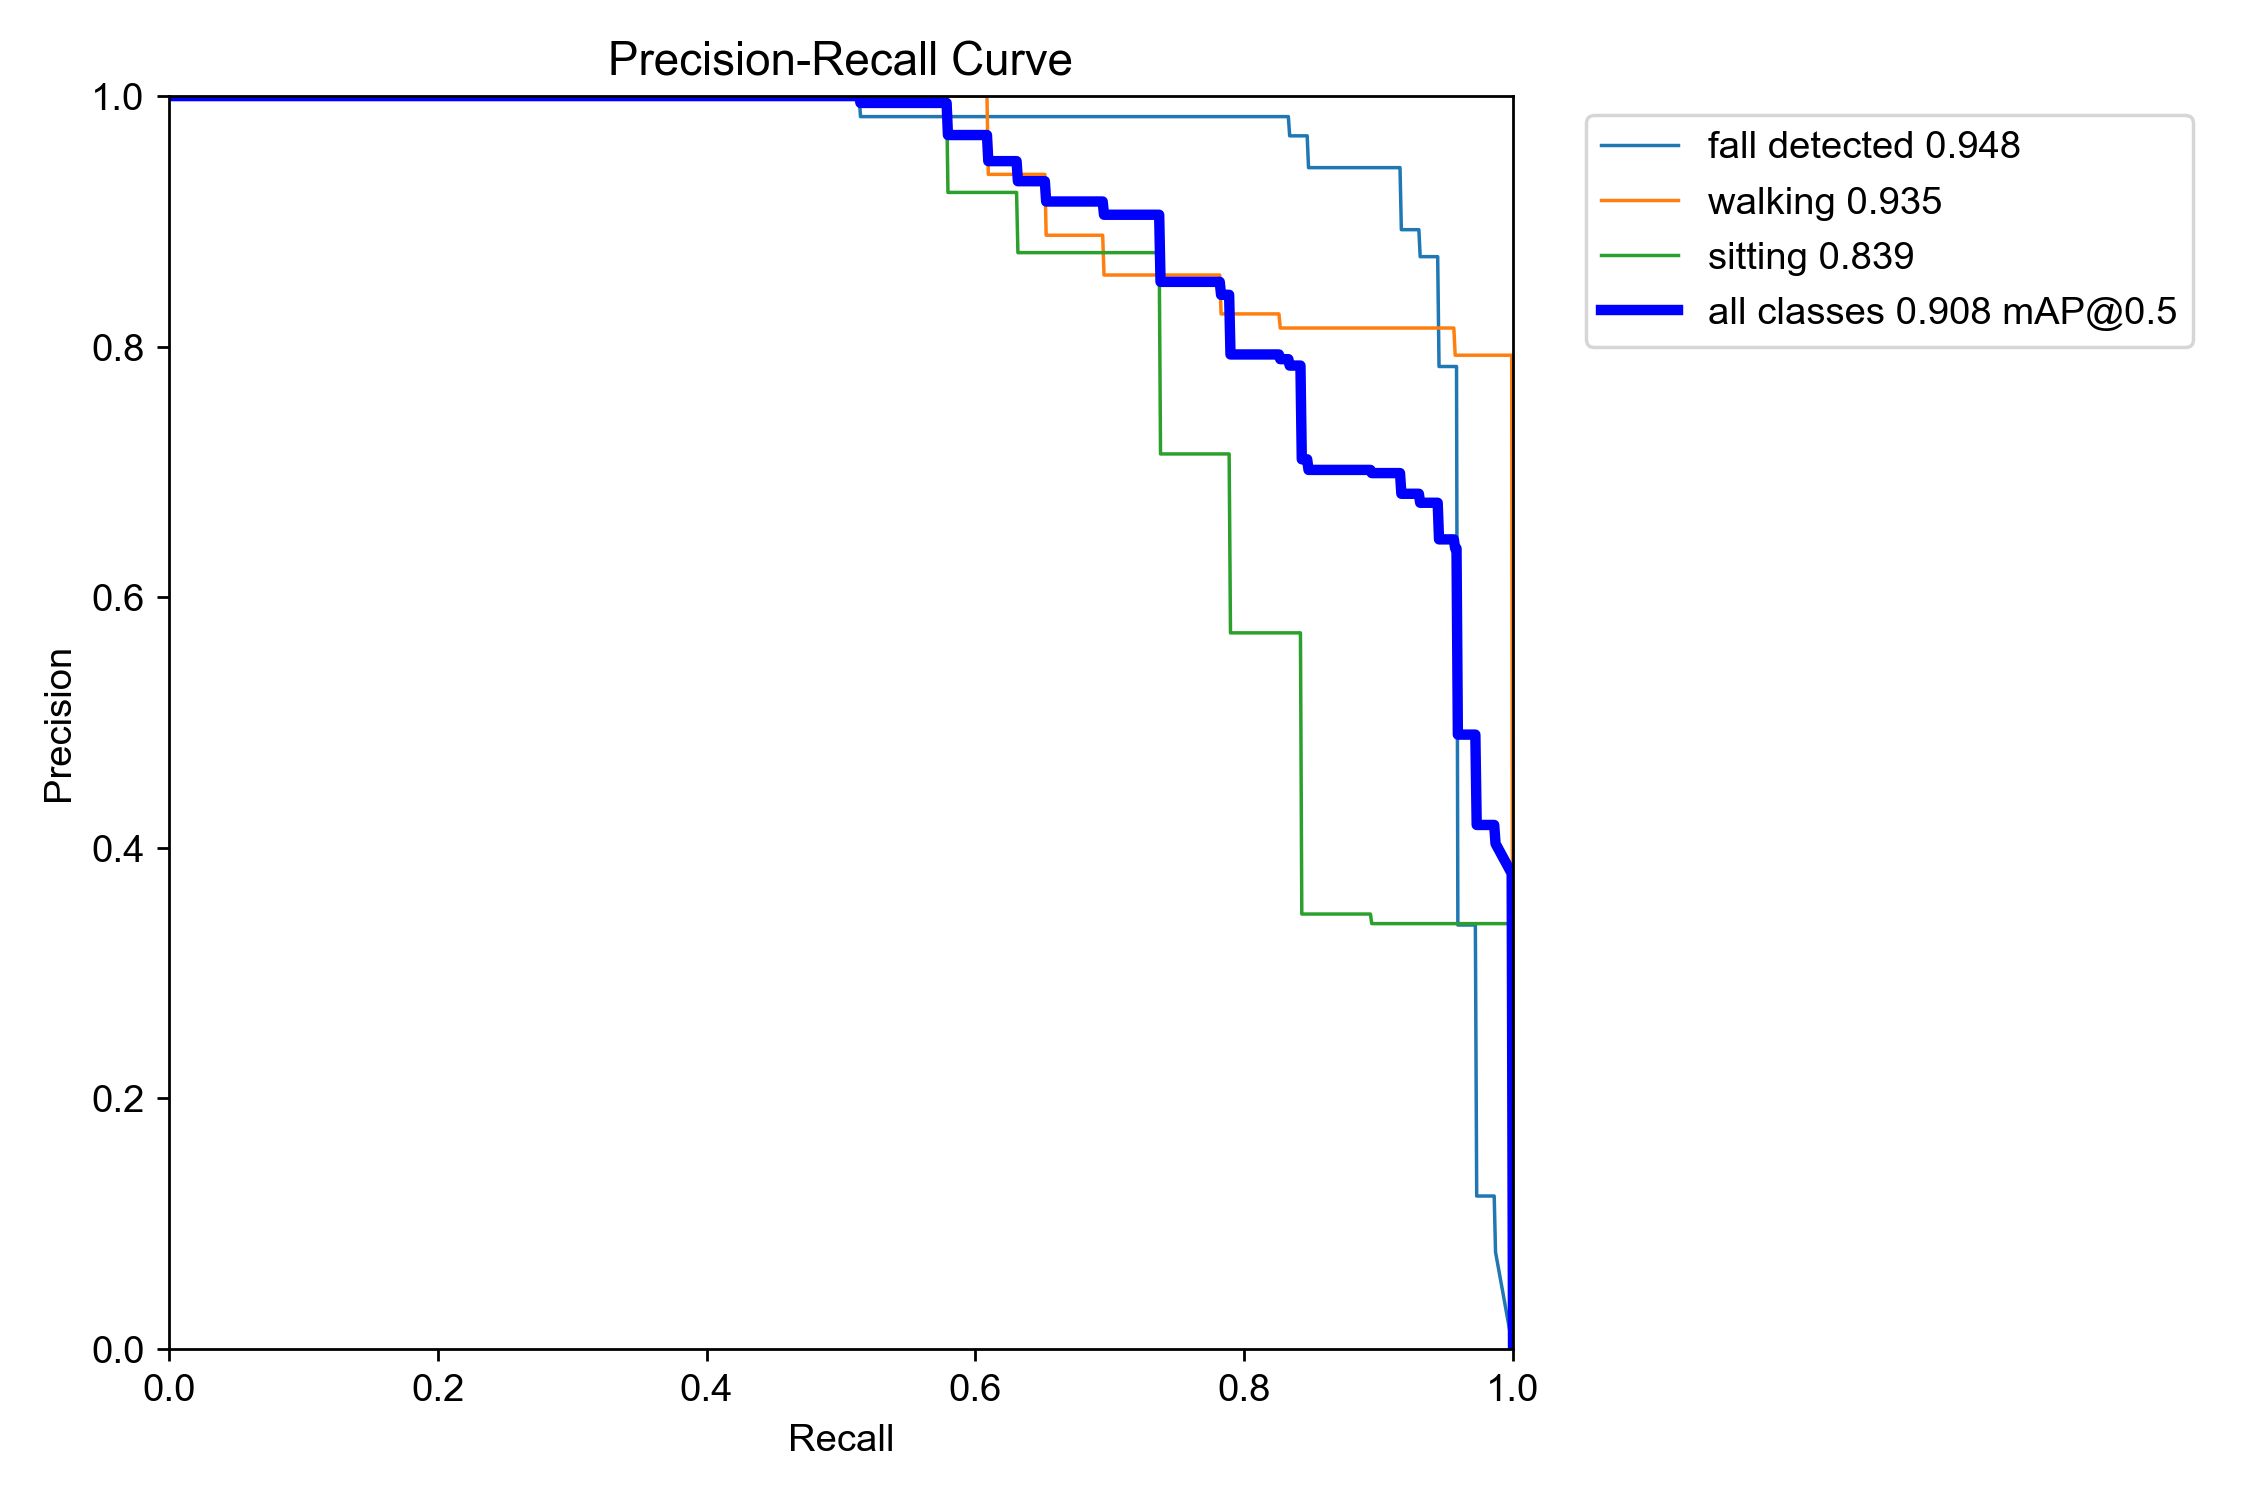 Precision-Recall Curve
1.0
0.8
0.6
0.4
0.2
0.0
Precision
0.0 0.2 0.4 0.6 0.8 1.0
Recall
fall detected 0.948
walking 0.935
sitting 0.839
all classes 0.908 mAP@0.5